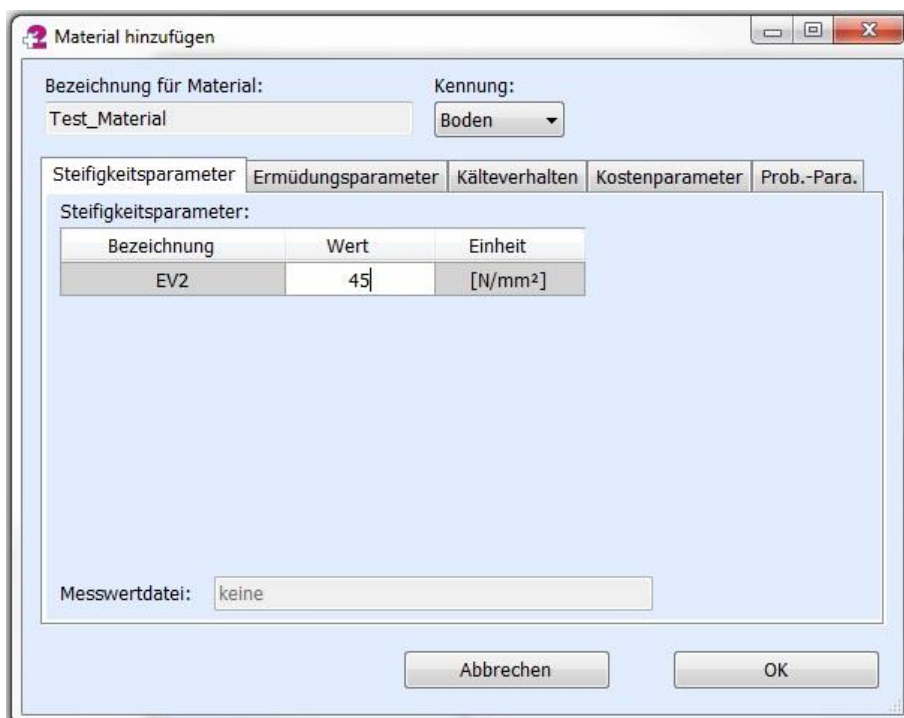 Material hinzufügen
Bezeichnung für Material: Kennung:
Test_Material Boden
Steifigkeitsparameter Ermüdungsparameter Kälteverhalten Kostenparameter Prob.-Para.
Steifigkeitsparameter:
Bezeichnung Wert Einheit
EV2 45 [N/mm²]
Messwertdatei: keine
Abbrechen OK